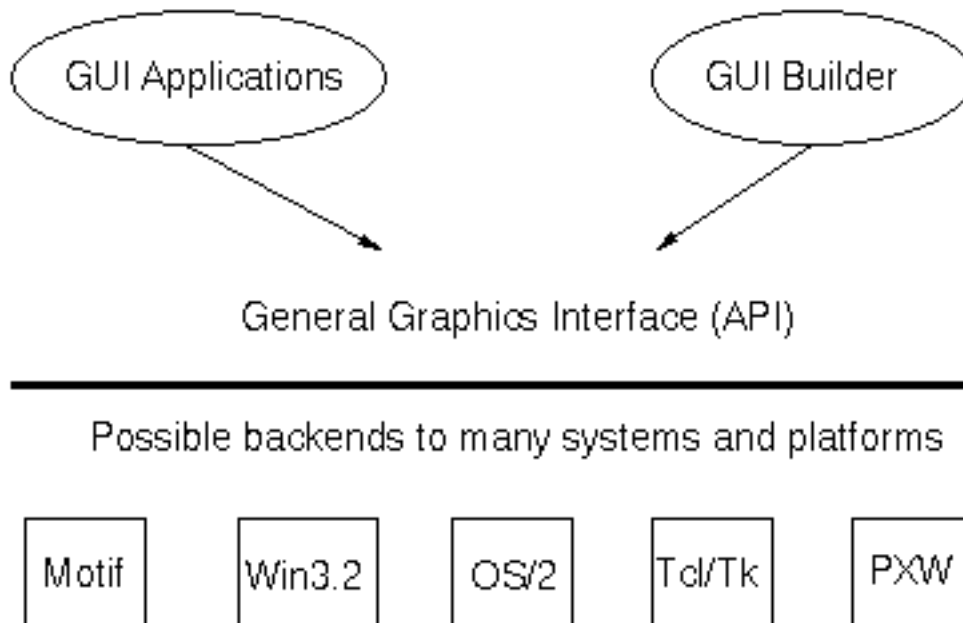 GUI Applications
GUI Builder
General Graphics Interface (API)
Possible backends to many systems and platforms
Motif
Win3.2
OS/2
Tcl/Tk
PXW